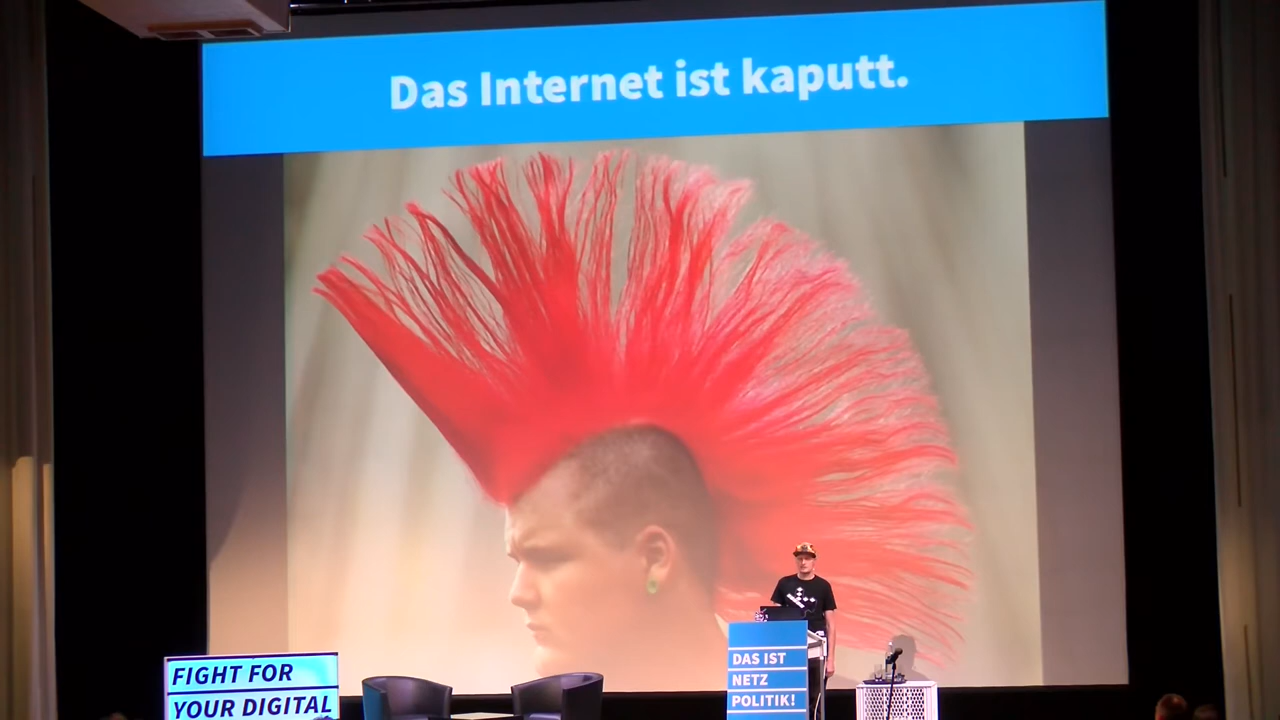 Das Internet ist kaputt.
FIGHT FOR
YOUR DIGITAL
DAS IST
NETZ
POLITIK!